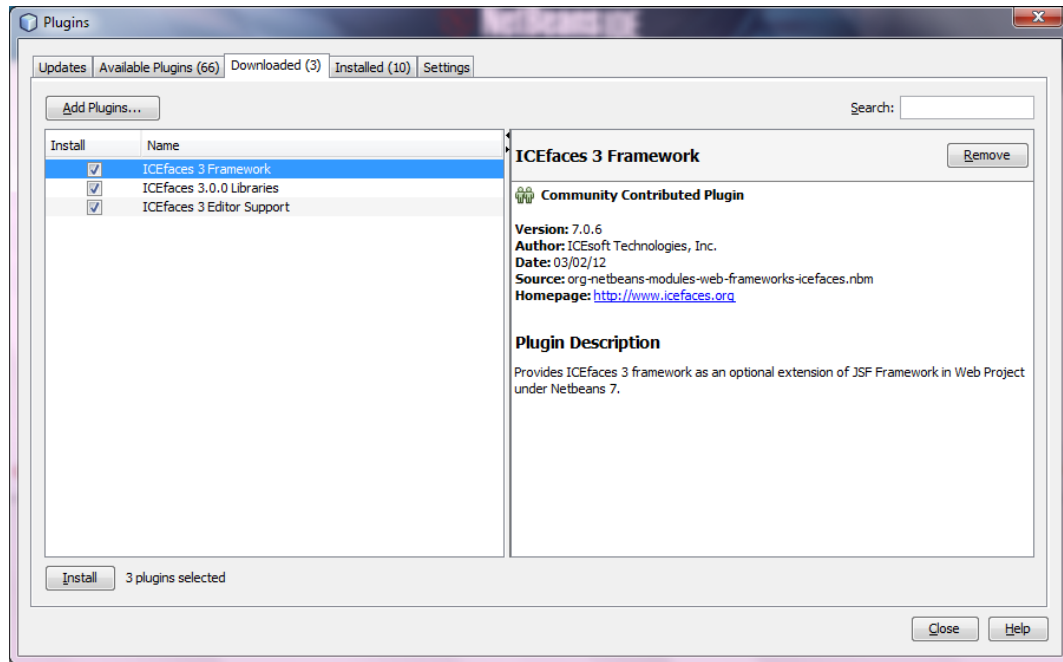 Plugins
NetBeans IDE
Updates
Available Plugins (66)
Downloaded (3)
Installed (10)
Settings
Add Plugins...
Search:
Install
Name
ICEfaces 3 Framework
ICEfaces 3.0.0 Libraries
ICEfaces 3 Editor Support
ICEfaces 3 Framework
Remove
Community Contributed Plugin
Version: 7.0.6
Author: ICEsoft Technologies, Inc.
Date: 03/02/12
Source: org-netbeans-modules-web-frameworks-icefaces.nbm
Homepage: http://www.icefaces.org
Plugin Description
Provides ICEfaces 3 framework as an optional extension of JSF Framework in Web Project
under Netbeans 7.
Install
3 plugins selected
Close
Help